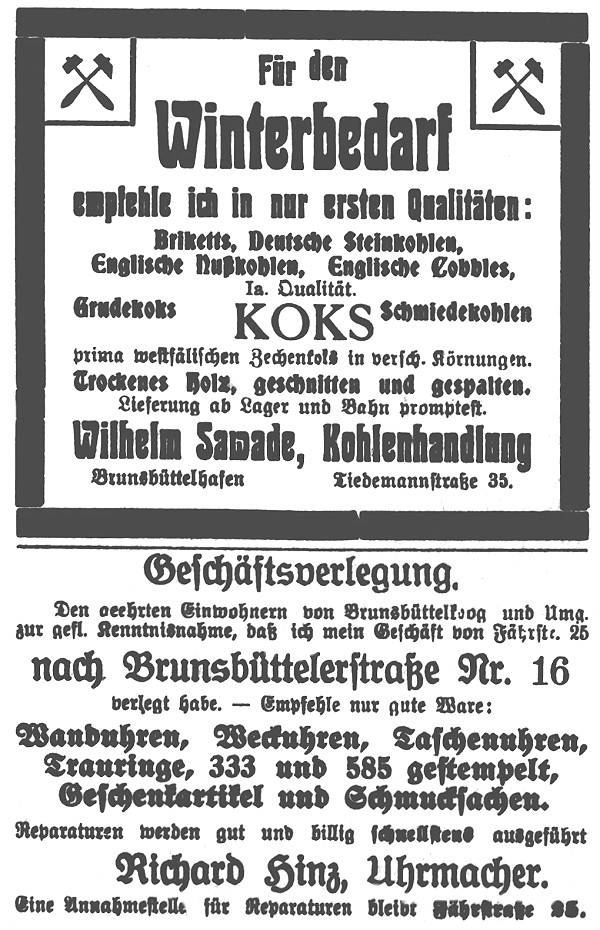 Für den
Winterbedarf
empfehle ich in nur ersten Qualitäten:
Briketts, Deutsche Steinkohlen,
Englische Nußkohlen, Englische Cobbles,
Ia. Qualität.
Grudekoks KOKS Schmiedekohlen
prima westfälischen Zechenkoks in versch. Körnungen.
Trockenes Holz, geschnitten und gespalten.
Lieferung ab Lager und Bahn promptest.
Wilhelm Sawade, Kohlenhandlung
Brunsbüttelhafen Tiedemannstraße 35.
Geschäftsverlegung.
Den geehrten Einwohnern von Brunsbüttelkoog und Umg.
zur gefl. Kenntnisnahme, daß ich mein Geschäft von Fährstr. 25
nach Brunsbüttelerstraße Nr. 16
verlegt habe. — Empfehle nur gute Ware:
Wanduhren, Weckuhren, Taschenuhren,
Trauringe, 333 und 585 gestempelt,
Geschenkartikel und Schmucksachen.
Reparaturen werden gut und billig schnellstens ausgeführt
Richard Hinz, Uhrmacher.
Eine Annahmestelle für Reparaturen bleibt Fährstraße 25.